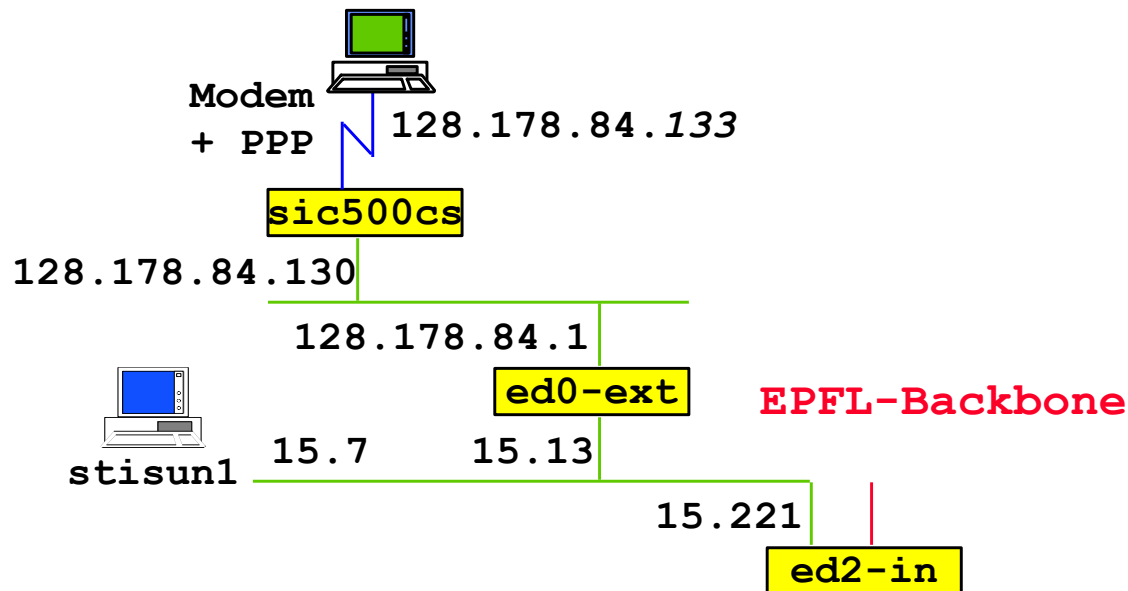 Modem
+ PPP
128.178.84.133
sic500cs
128.178.84.130
128.178.84.1
ed0-ext
EPFL-Backbone
15.7
15.13
stisun1
15.221
ed2-in